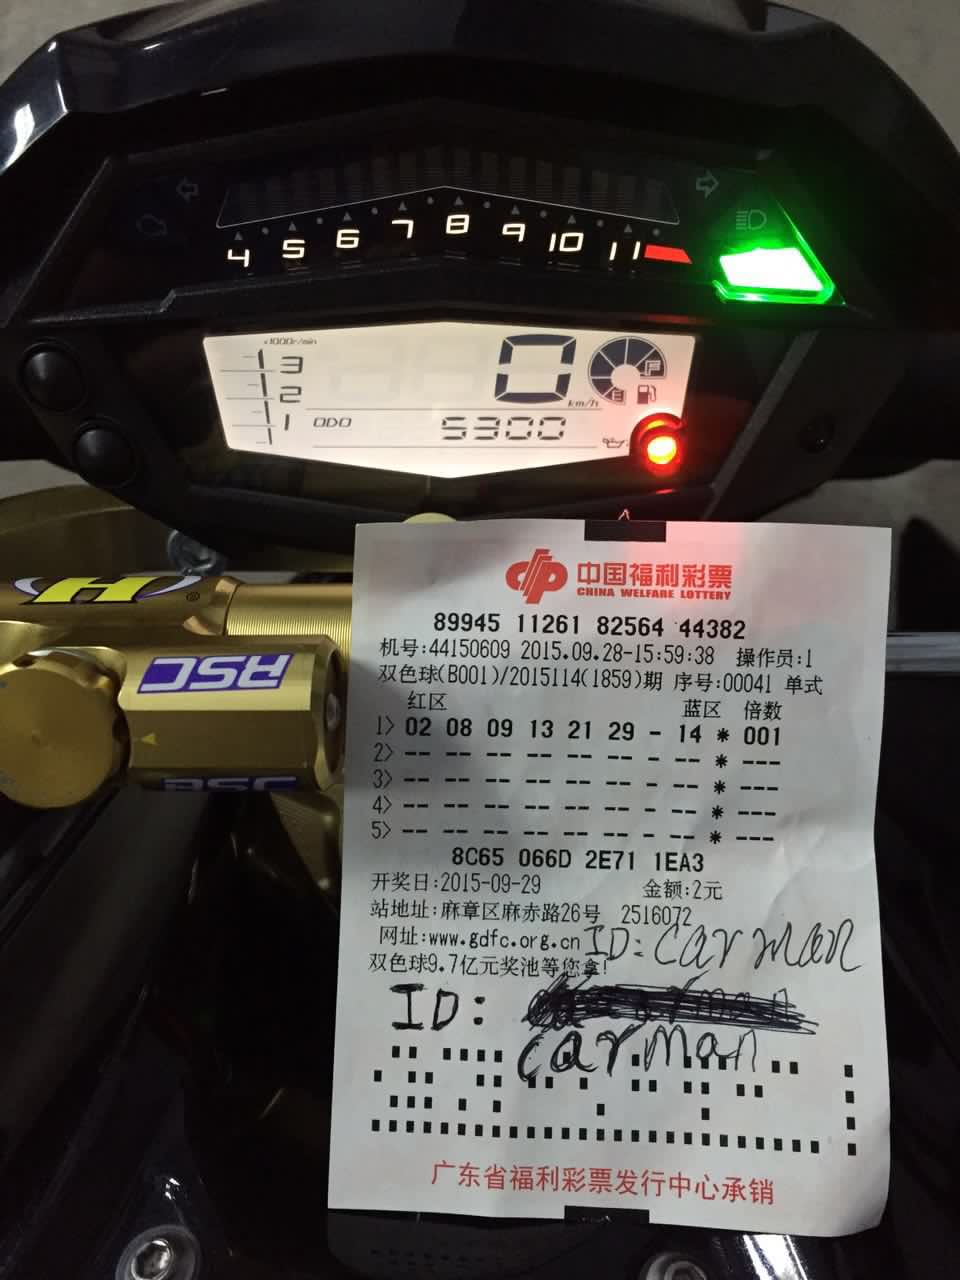 4 5 6 7 8 9 10 11
x1000r/min
3
2
1
0
km/h
F
E
ODO 5300
H ®
RSC
RSC
中国福利彩票
CHINA WELFARE LOTTERY
89945 11261 82564 44382
机号:44150609 2015.09.28-15:59:38 操作员:1
双色球(B001)/2015114(1859)期 序号:00041 单式
红区 蓝区 倍数
1> 02 08 09 13 21 29 - 14 * 001
2> -- -- -- -- -- -- - -- * ---
3> -- -- -- -- -- -- - -- * ---
4> -- -- -- -- -- -- - -- * ---
5> -- -- -- -- -- -- - -- * ---
8C65 066D 2E71 1EA3
开奖日:2015-09-29 金额:2元
站地址:麻章区麻赤路26号 2516072
网址:www.gdfc.org.cn ID: carman
双色球9.7亿元奖池等您拿!
ID:
carman
广东省福利彩票发行中心承销